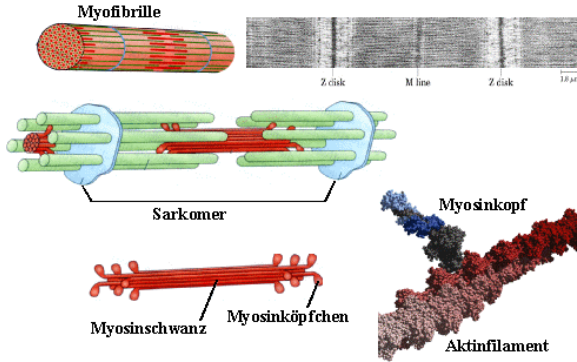 Myofibrille
Z disk
M line
Z disk
Sarkomer
Myosinkopf
Myosinschwanz
Myosinköpfchen
Aktinfilament